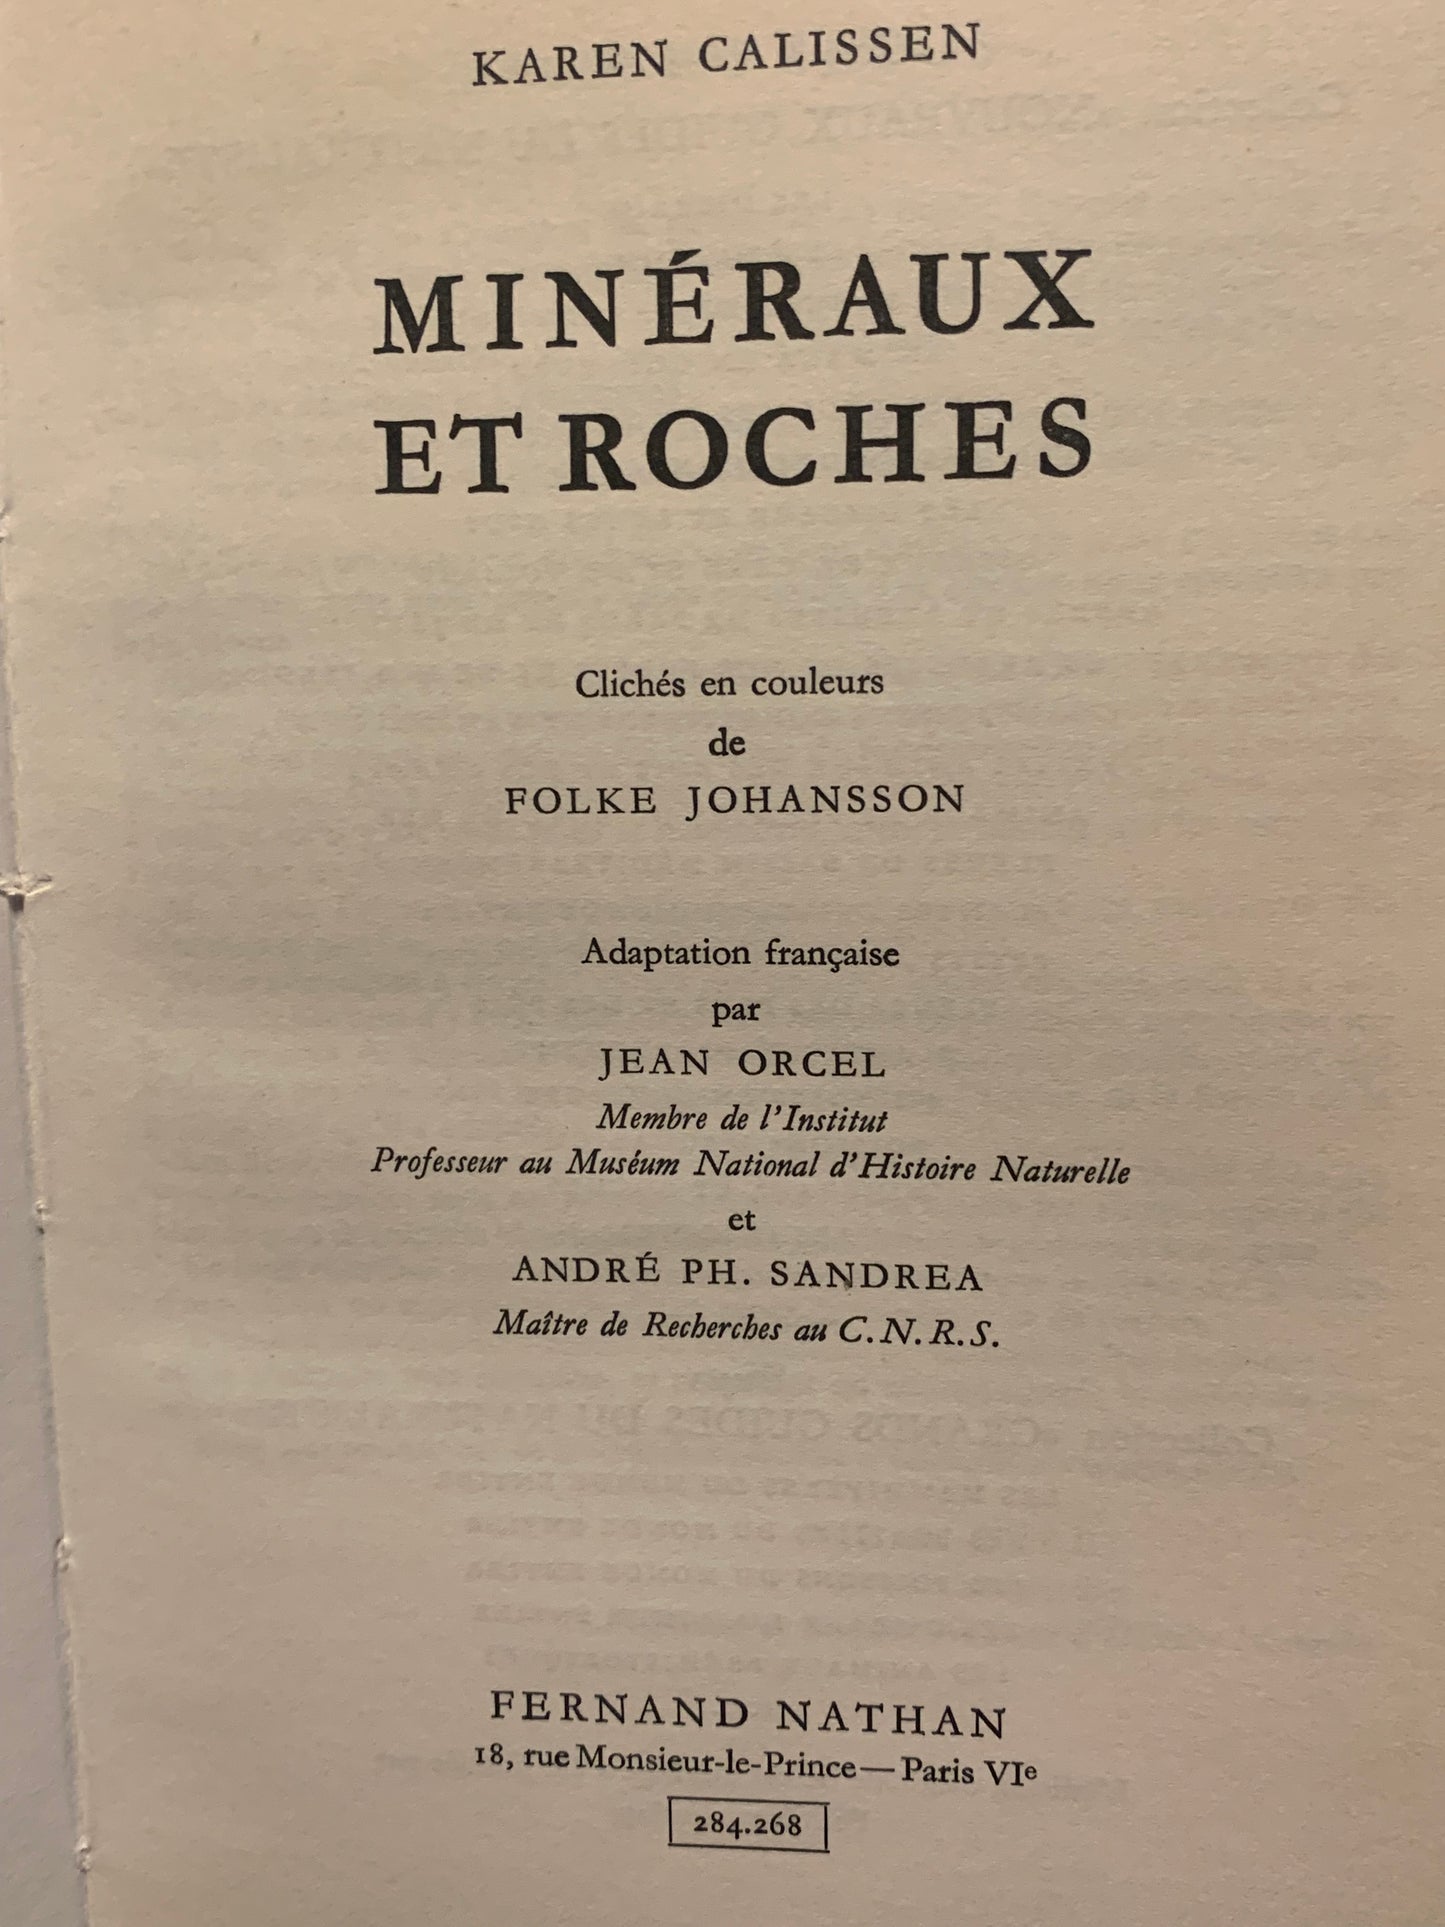 KAREN CALISSEN
MINÉRAUX
ET ROCHES
Clichés en couleurs
de
FOLKE JOHANSSON
Adaptation française
par
JEAN ORCEL
Membre de l'Institut
Professeur au Muséum National d'Histoire Naturelle
et
ANDRÉ PH. SANDREA
Maître de Recherches au C.N.R.S.
FERNAND NATHAN
18, rue Monsieur-le-Prince — Paris VIe
284.268